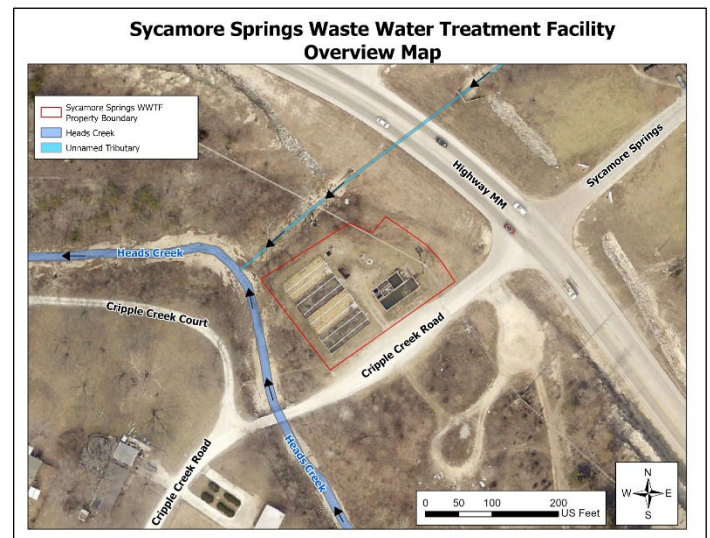 Sycamore Springs Waste Water Treatment Facility
Overview Map
Sycamore Springs WWTF
Property Boundary
Heads Creek
Unnamed Tributary
Highway MM
Sycamore Springs
Heads Creek
Cripple Creek Court
Cripple Creek Road
Heads Creek
Cripple Creek Road
0 50 100 200
US Feet
N
W E
S